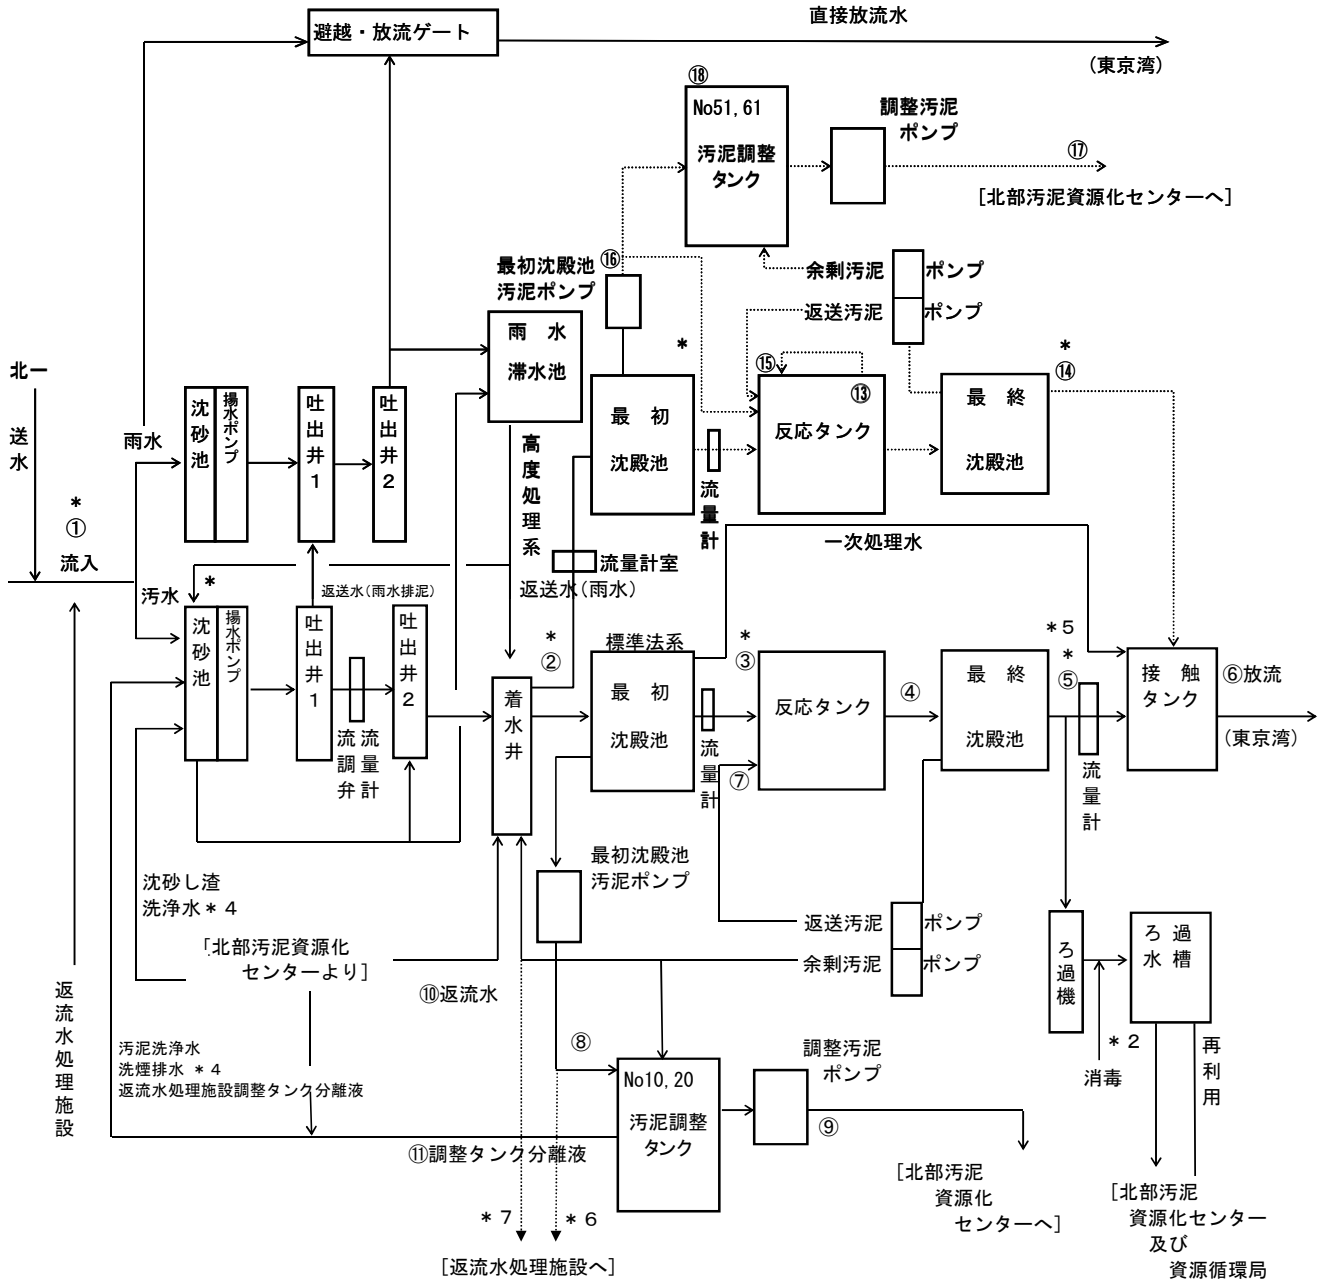 直接放流水
避越・放流ゲート
(東京湾)
⑱
No51,61
汚泥調整
タンク
調整汚泥
ポンプ
⑰
[北部汚泥資源化センターへ]
最初沈殿池
汚泥ポンプ
⑯
余剰汚泥
ポンプ
返送汚泥
ポンプ
雨 水
滞水池
*
北一
送水
*
①
流入
雨水
沈砂池
揚水ポンプ
吐出井1
吐出井2
高度処理系
最 初
沈殿池
流量計
⑮
⑬
反応タンク
*
⑭
最 終
沈殿池
一次処理水
流量計室
返送水(雨水)
汚水
*
返送水(雨水排泥)
沈砂池
揚水ポンプ
吐出井1
流調弁
流量計
吐出井2
着水井
*
②
標準法系
最 初
沈殿池
流量計
*
③
反応タンク
⑦
④
最 終
沈殿池
*5
*
⑤
流量計
接 触
タンク
⑥放流
(東京湾)
最初沈殿池
汚泥ポンプ
沈砂し渣
洗浄水*4
[北部汚泥資源化
センターより]
⑩返流水
返送汚泥
ポンプ
余剰汚泥
ポンプ
ろ過機
ろ 過
水 槽
*2
消毒
再利用
返流水処理施設
汚泥洗浄水
洗煙排水 *4
返流水処理施設調整タンク分離液
⑧
No10,20
汚泥調整
タンク
調整汚泥
ポンプ
⑨
⑪調整タンク分離液
*7
*6
[返流水処理施設へ]
[北部汚泥
資源化
センターへ]
[北部汚泥
資源化センター
及び
資源循環局